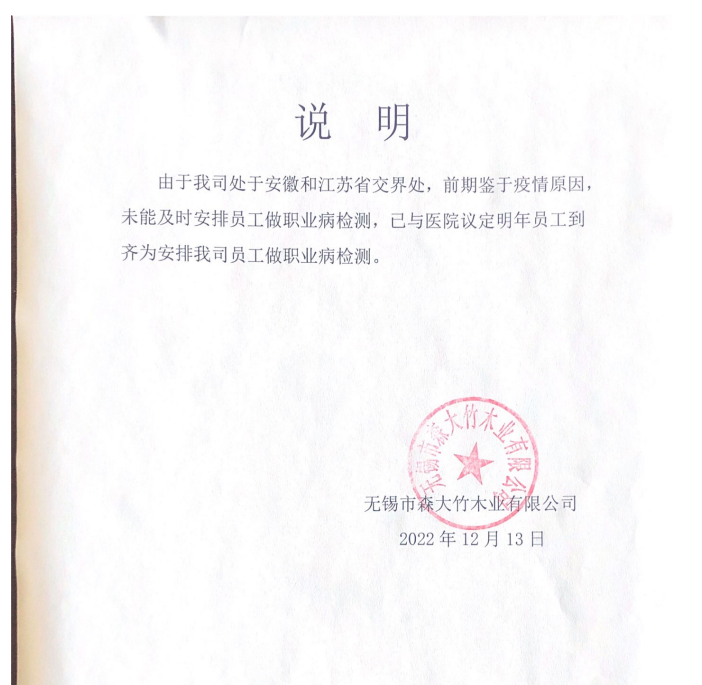 说 明
由于我司处于安徽和江苏省交界处，前期鉴于疫情原因，
未能及时安排员工做职业病检测，已与医院议定明年员工到
齐为安排我司员工做职业病检测。
无锡市森大竹木业有限公司
无锡市森大竹木业有限公司
2022 年 12 月 13 日